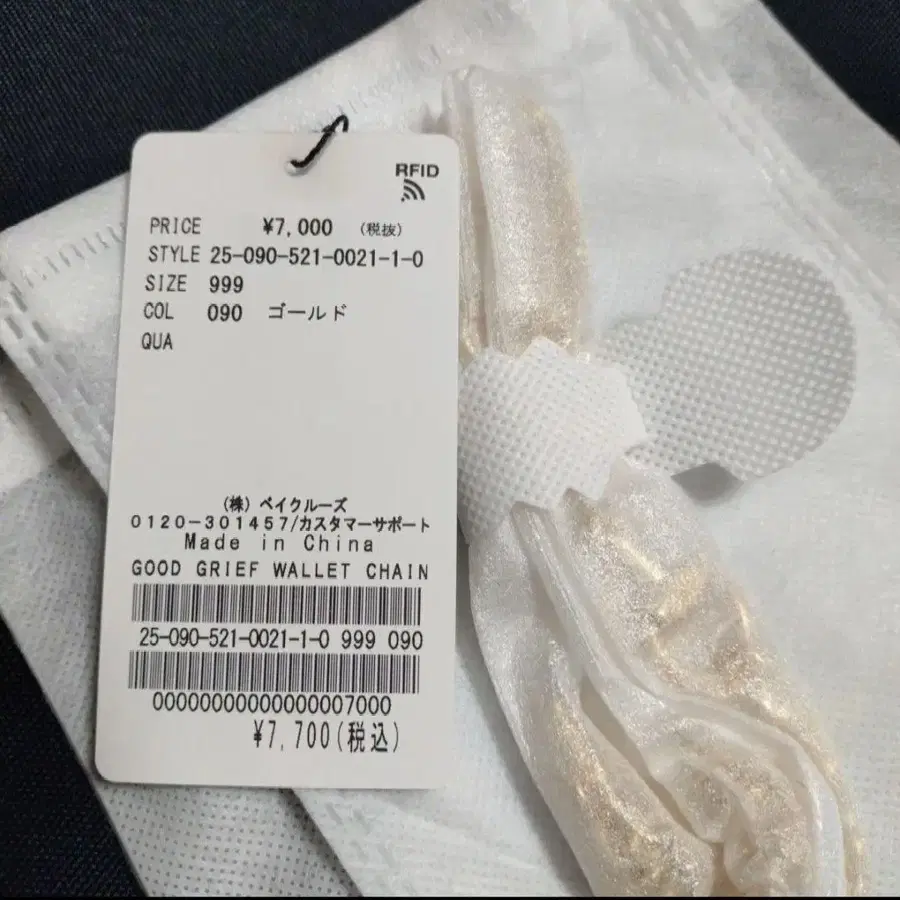 RFID
PRICE ¥7,000 (税抜)
STYLE 25-090-521-0021-1-0
SIZE 999
COL 090 ゴールド
QUA
(株) ベイクルーズ
0120-301457/カスタマーサポート
Made in China
GOOD GRIEF WALLET CHAIN
25-090-521-0021-1-0 999 090
00000000000000007000
¥7,700(税込)